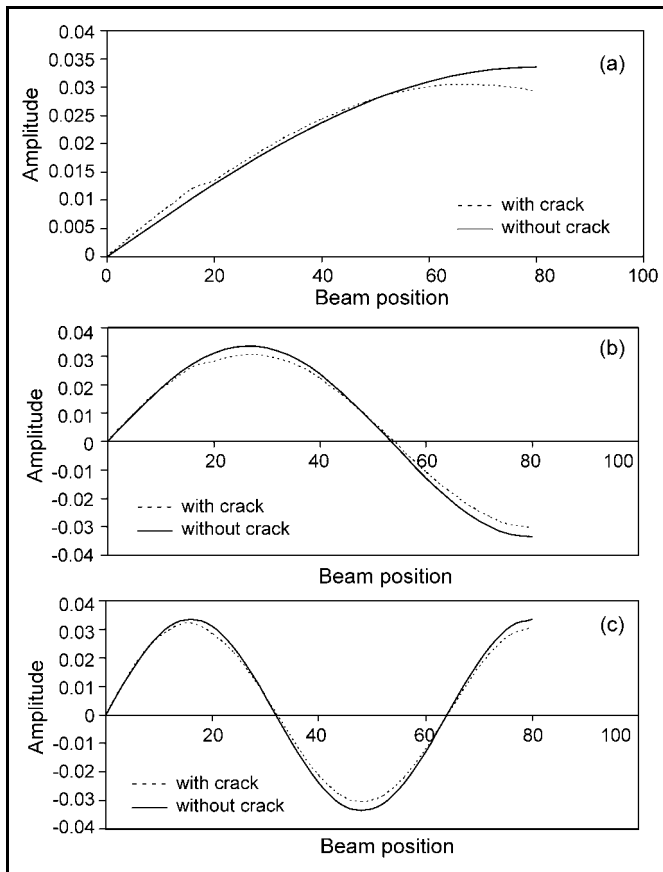 0.04
(a)
0.035
0.03
0.025
0.02
0.015
0.01
0.005
0
Amplitude
with crack
without crack
0 20 40 60 80 100
Beam position
0.04
(b)
0.03
0.02
0.01
0
-0.01
-0.02
-0.03
-0.04
Amplitude
20 40 60 80 100
with crack
without crack
Beam position
0.04
(c)
0.03
0.02
0.01
0
-0.01
-0.02
-0.03
-0.04
Amplitude
20 40 60 80 100
with crack
without crack
Beam position